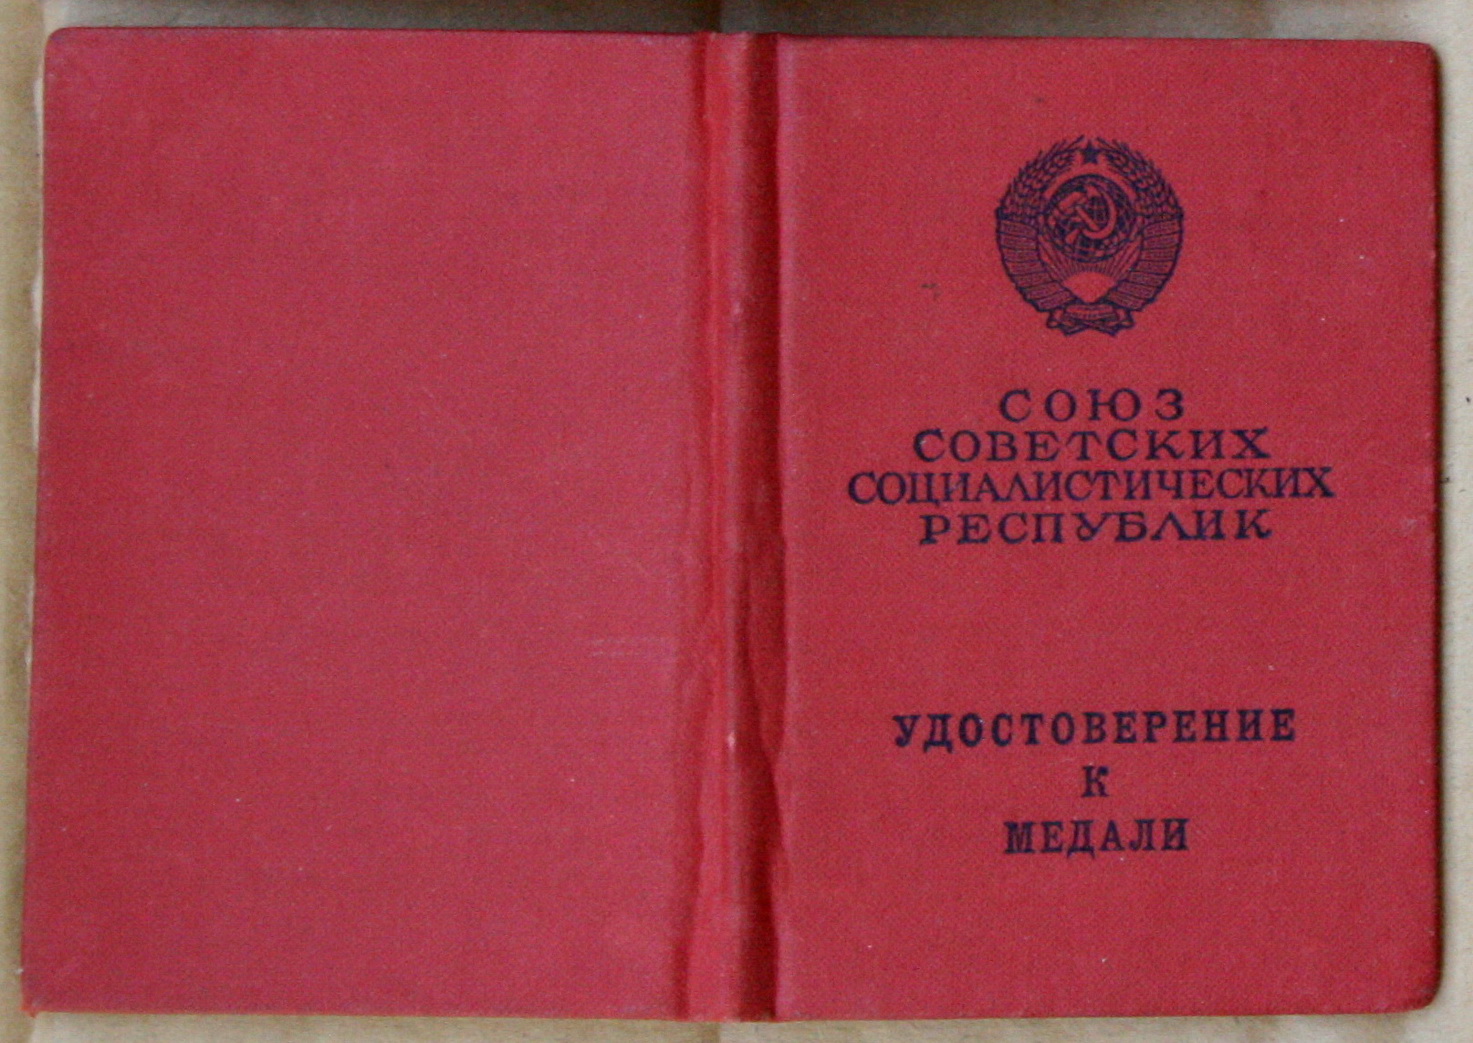 СОЮЗ
СОВЕТСКИХ
СОЦИАЛИСТИЧЕСКИХ
РЕСПУБЛИК
УДОСТОВЕРЕНИЕ
К
МЕДАЛИ